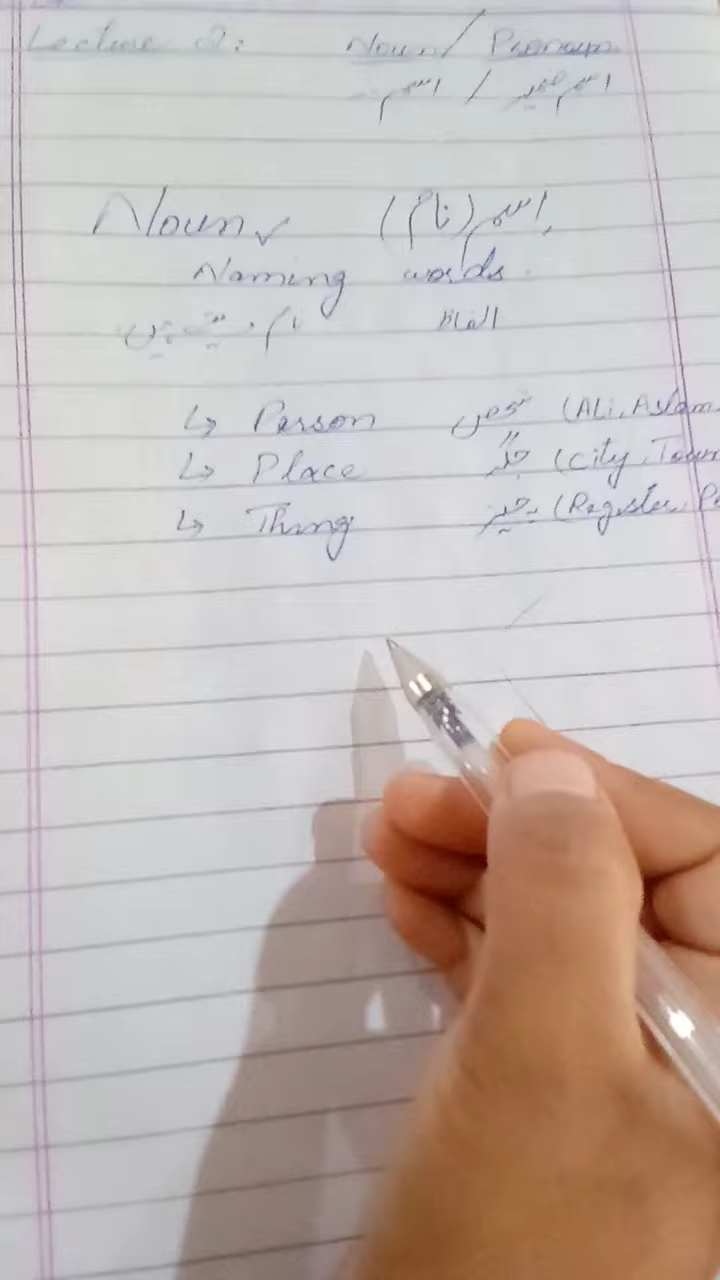 Lecture 2: Noun / Pronoun
اسم / اسم ضمیر
Noun اسم (نام)
Naming words
نام الفاظ
↳ Person شخص (Ali, Aslam
↳ Place جگہ (City, Town
↳ Thing چیز (Register, P